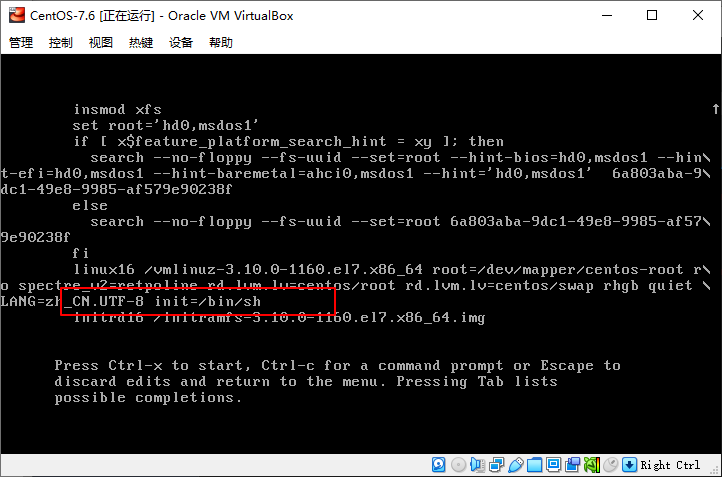 CentOS-7.6 [正在运行] - Oracle VM VirtualBox
管理 控制 视图 热键 设备 帮助
insmod xfs ↑
set root='hd0,msdos1'
if [ x$feature_platform_search_hint = xy ]; then
search --no-floppy --fs-uuid --set=root --hint-bios=hd0,msdos1 --hin\
t-efi=hd0,msdos1 --hint-baremetal=ahci0,msdos1 --hint='hd0,msdos1'  6a803aba-9\
dc1-49e8-9985-af579e90238f
else
search --no-floppy --fs-uuid --set=root 6a803aba-9dc1-49e8-9985-af57\
9e90238f
fi
linux16 /vmlinuz-3.10.0-1160.el7.x86_64 root=/dev/mapper/centos-root r\
o spectre_v2=retpoline rd.lvm.lv=centos/root rd.lvm.lv=centos/swap rhgb quiet \
LANG=zh_CN.UTF-8 init=/bin/sh
initrd16 /initramfs-3.10.0-1160.el7.x86_64.img
Press Ctrl-x to start, Ctrl-c for a command prompt or Escape to
discard edits and return to the menu. Pressing Tab lists
possible completions.
Right Ctrl